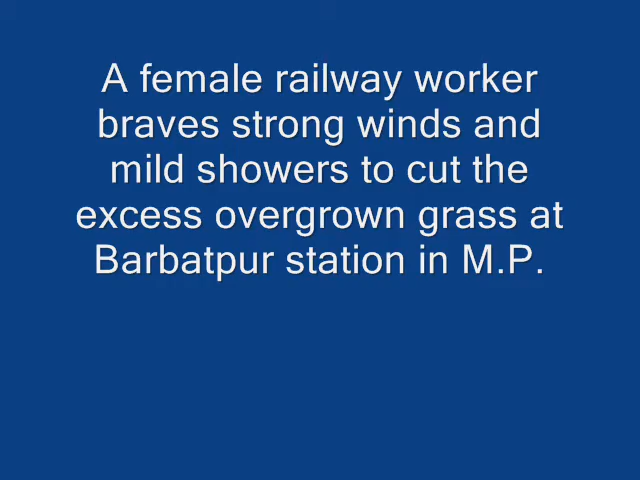 A female railway worker
braves strong winds and
mild showers to cut the
excess overgrown grass at
Barbatpur station in M.P.